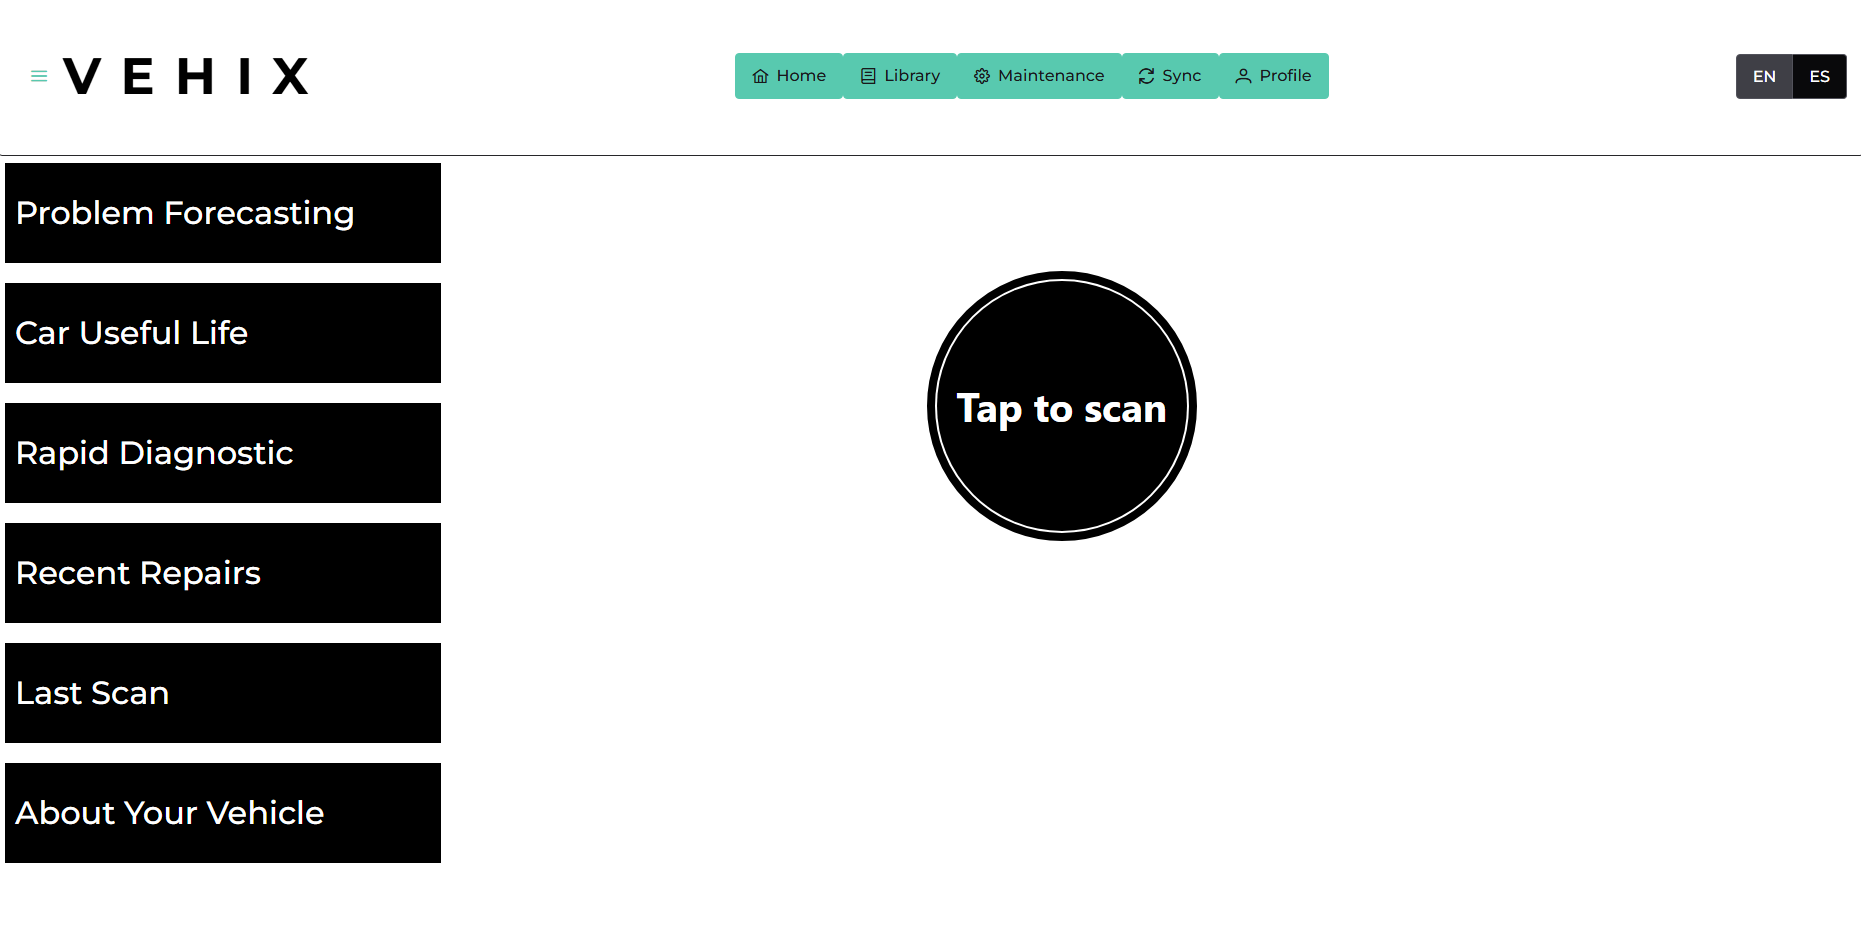 VEHIX
Home Library Maintenance Sync Profile
EN ES
Problem Forecasting
Car Useful Life
Rapid Diagnostic
Recent Repairs
Last Scan
About Your Vehicle
Tap to scan